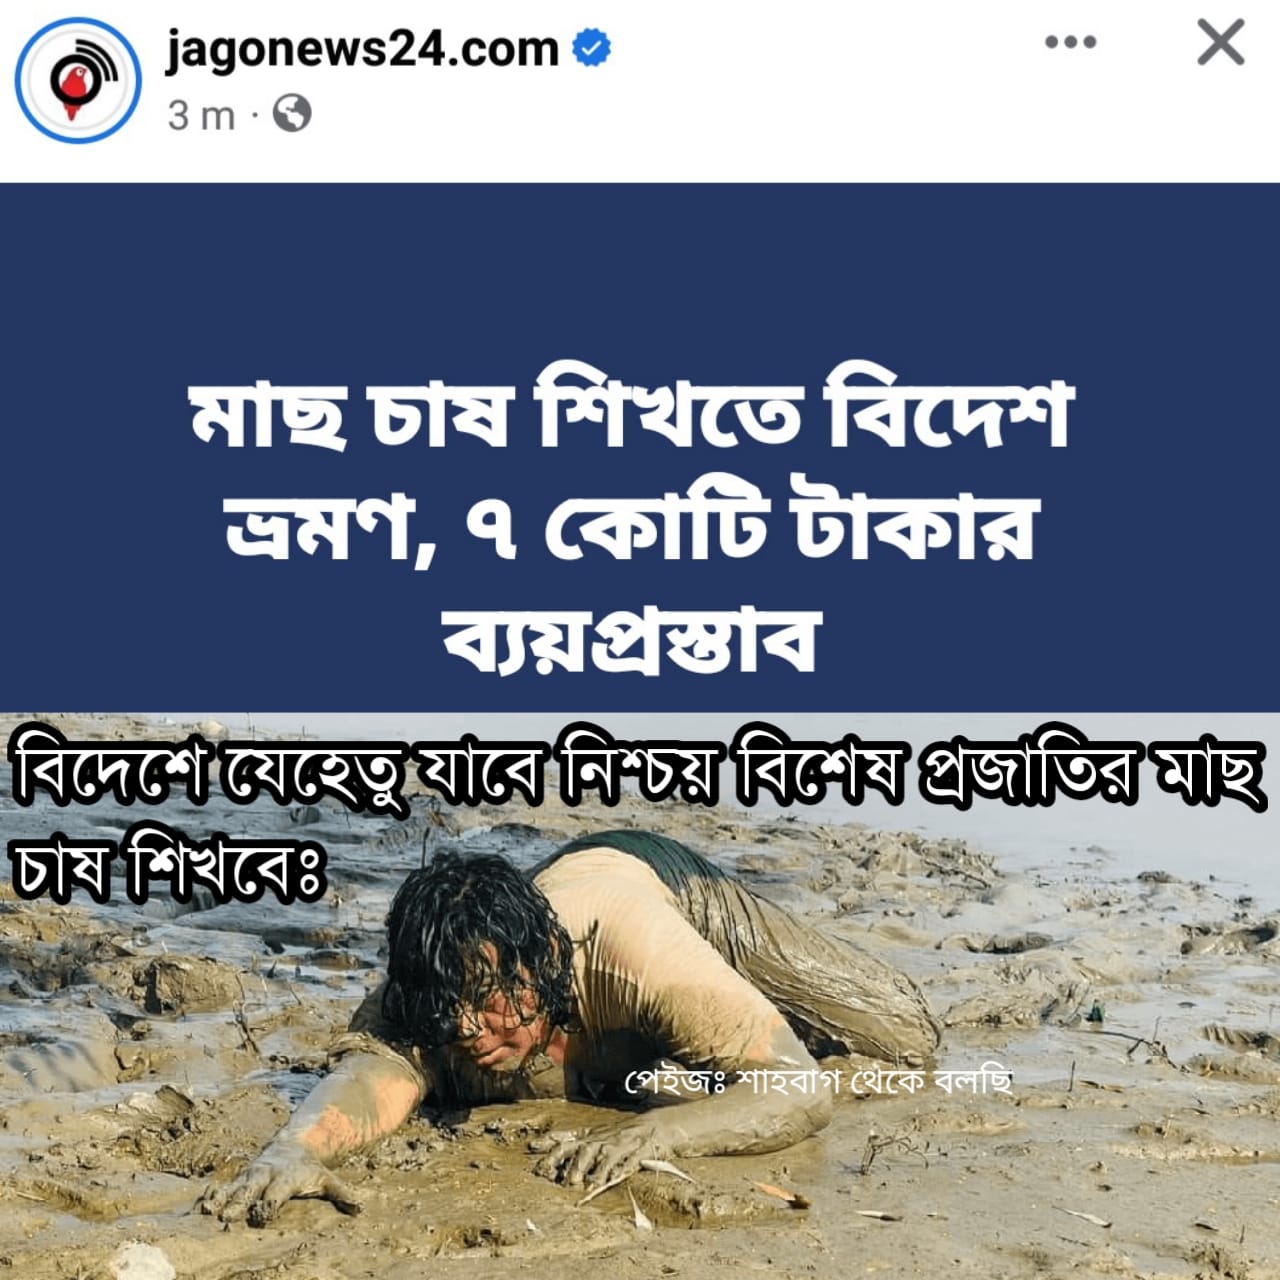 jagonews24.com
3 m ·
মাছ চাষ শিখতে বিদেশ
ভ্রমণ, ৭ কোটি টাকার
ব্যয়প্রস্তাব
বিদেশে যেহেতু যাবে নিশ্চয় বিশেষ প্রজাতির মাছ
চাষ শিখবেঃ
পেইজঃ শাহবাগ থেকে বলছি